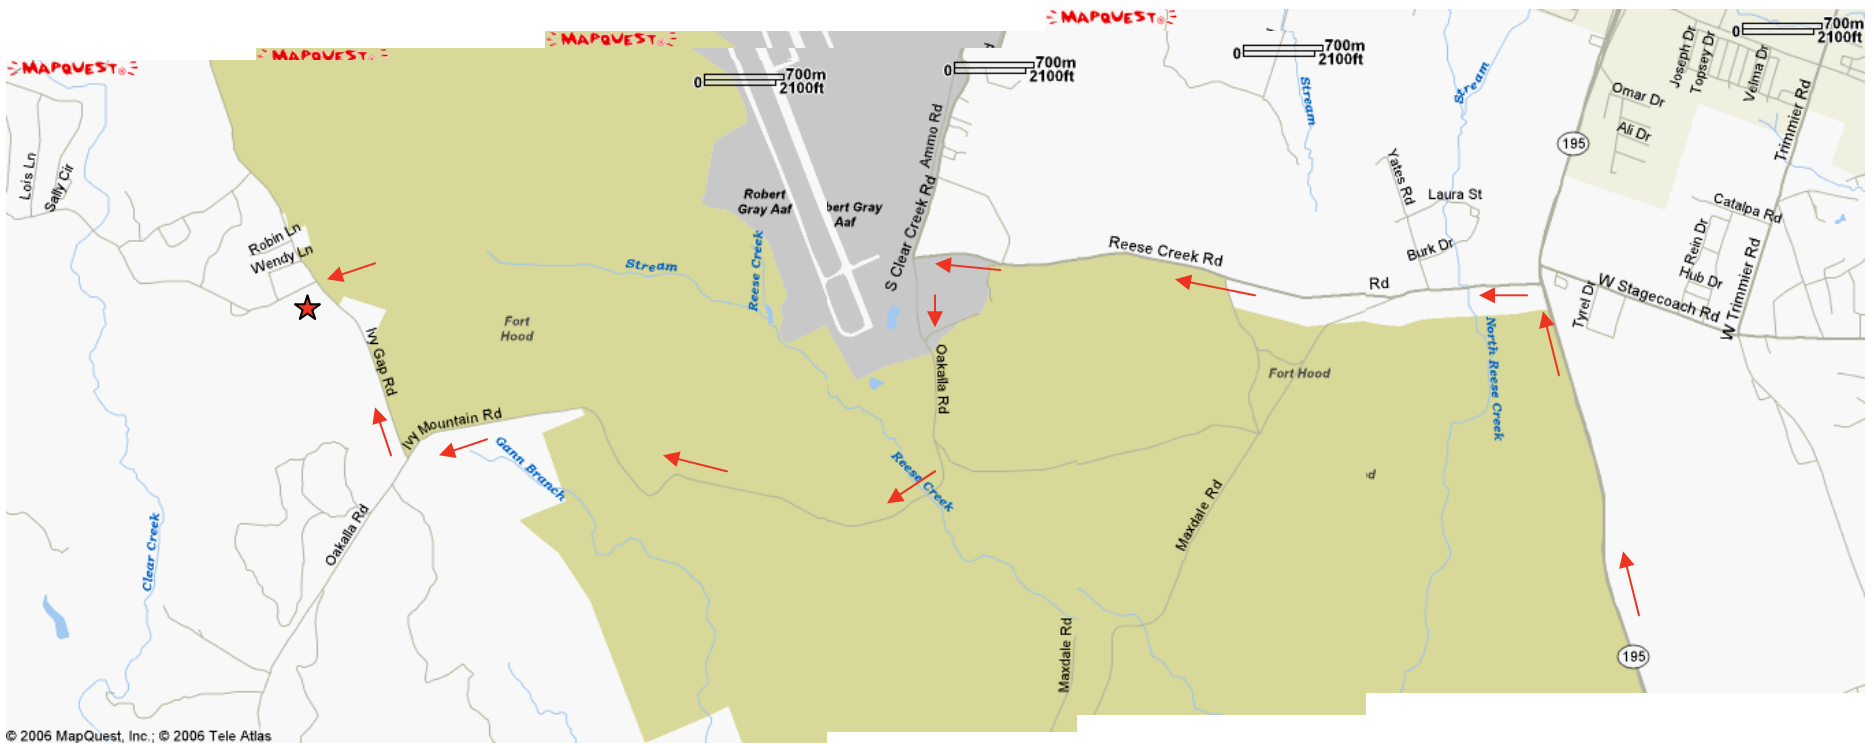 MAPQUEST®
MAPQUEST®
MAPQUEST®
MAPQUEST®
0 700m
2100ft
0 700m
2100ft
0 700m
2100ft
0 700m
2100ft
Lois Ln
Sally Cir
Robin Ln
Wendy Ln
Ivy Gap Rd
Ivy Mountain Rd
Oakalla Rd
Clear Creek
Gann Branch
Fort
Hood
Stream
Reese Creek
Robert
Gray Aaf
bert Gray
Aaf
S Clear Creek Rd
Ammo Rd
d
Oakalla Rd
Reese Creek
Reese Creek Rd
Rd
Stream
Stream
Yates Rd
Laura St
Burk Dr
North Reese Creek
Fort Hood
d
Maxdale Rd
Maxdale Rd
195
195
Joseph Dr
Topsey Dr
Velma Dr
Omar Dr
Ali Dr
Trimmier Rd
Catalpa Rd
Rein Dr
Hub Dr
W Stagecoach Rd
W Trimmier Rd
Tyrel Dr
© 2006 MapQuest, Inc.; © 2006 Tele Atlas